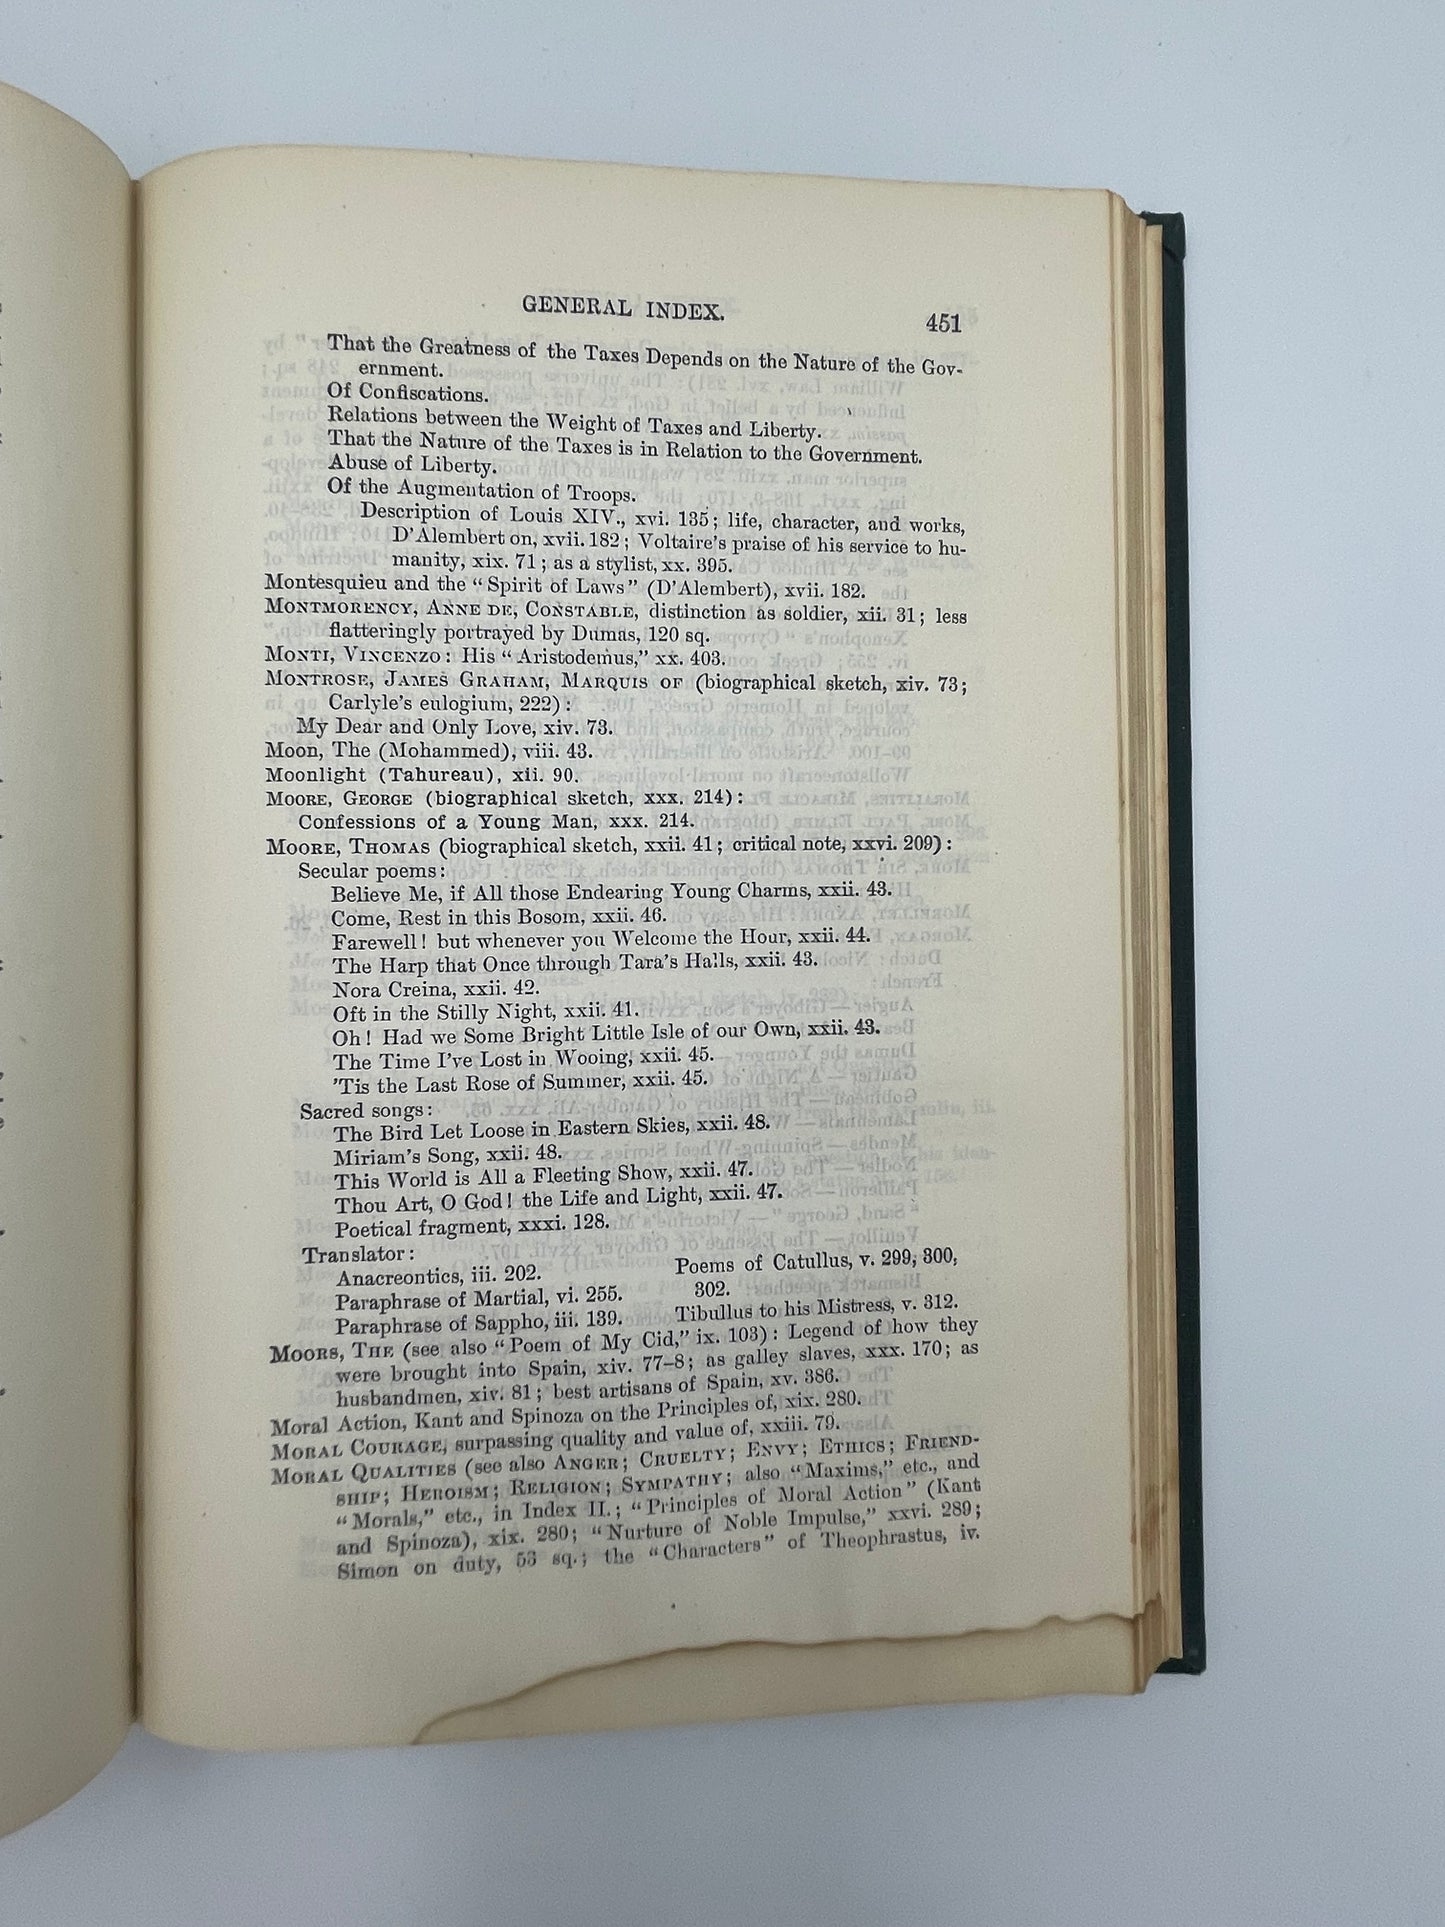 GENERAL INDEX.
451
That the Greatness of the Taxes Depends on the Nature of the Gov-
ernment.
Of Confiscations.
Relations between the Weight of Taxes and Liberty.
That the Nature of the Taxes is in Relation to the Government.
Abuse of Liberty.
Of the Augmentation of Troops.
Description of Louis XIV., xvi. 135; life, character, and works,
D'Alembert on, xvii. 182; Voltaire's praise of his service to hu-
manity, xix. 71; as a stylist, xx. 395.
Montesquieu and the "Spirit of Laws" (D'Alembert), xvii. 182.
MONTMORENCY, ANNE DE, CONSTABLE, distinction as soldier, xii. 31; less
flatteringly portrayed by Dumas, 120 sq.
MONTI, VINCENZO: His "Aristodemus," xx. 403.
MONTROSE, JAMES GRAHAM, MARQUIS OF (biographical sketch, xiv. 73;
Carlyle's eulogium, 222):
My Dear and Only Love, xiv. 73.
Moon, The (Mohammed), viii. 43.
Moonlight (Tahureau), xii. 90.
MOORE, GEORGE (biographical sketch, xxx. 214):
Confessions of a Young Man, xxx. 214.
MOORE, THOMAS (biographical sketch, xxii. 41; critical note, xxvi. 209):
Secular poems:
Believe Me, if All those Endearing Young Charms, xxii. 43.
Come, Rest in this Bosom, xxii. 46.
Farewell! but whenever you Welcome the Hour, xxii. 44.
The Harp that Once through Tara's Halls, xxii. 43.
Nora Creina, xxii. 42.
Oft in the Stilly Night, xxii. 41.
Oh! Had we Some Bright Little Isle of our Own, xxii. 43.
The Time I've Lost in Wooing, xxii. 45.
'Tis the Last Rose of Summer, xxii. 45.
Sacred songs:
The Bird Let Loose in Eastern Skies, xxii. 48.
Miriam's Song, xxii. 48.
This World is All a Fleeting Show, xxii. 47.
Thou Art, O God! the Life and Light, xxii. 47.
Poetical fragment, xxxi. 128.
Translator:
Anacreontics, iii. 202.
Paraphrase of Martial, vi. 255.
Paraphrase of Sappho, iii. 139.
Poems of Catullus, v. 299, 300,
302.
Tibullus to his Mistress, v. 312.
MOORS, THE (see also "Poem of My Cid," ix. 103): Legend of how they
were brought into Spain, xiv. 77-8; as galley slaves, xxx. 170; as
husbandmen, xiv. 81; best artisans of Spain, xv. 386.
Moral Action, Kant and Spinoza on the Principles of, xix. 280.
MORAL COURAGE, surpassing quality and value of, xxiii. 79.
MORAL QUALITIES (see also ANGER; CRUELTY; ENVY; ETHICS; FRIEND-
SHIP; HEROISM; RELIGION; SYMPATHY; also "Maxims," etc., and
"Morals," etc., in Index II.; "Principles of Moral Action" (Kant
and Spinoza), xix. 280; "Nurture of Noble Impulse," xxvi. 289;
Simon on duty, 53 sq.; the "Characters" of Theophrastus, iv.